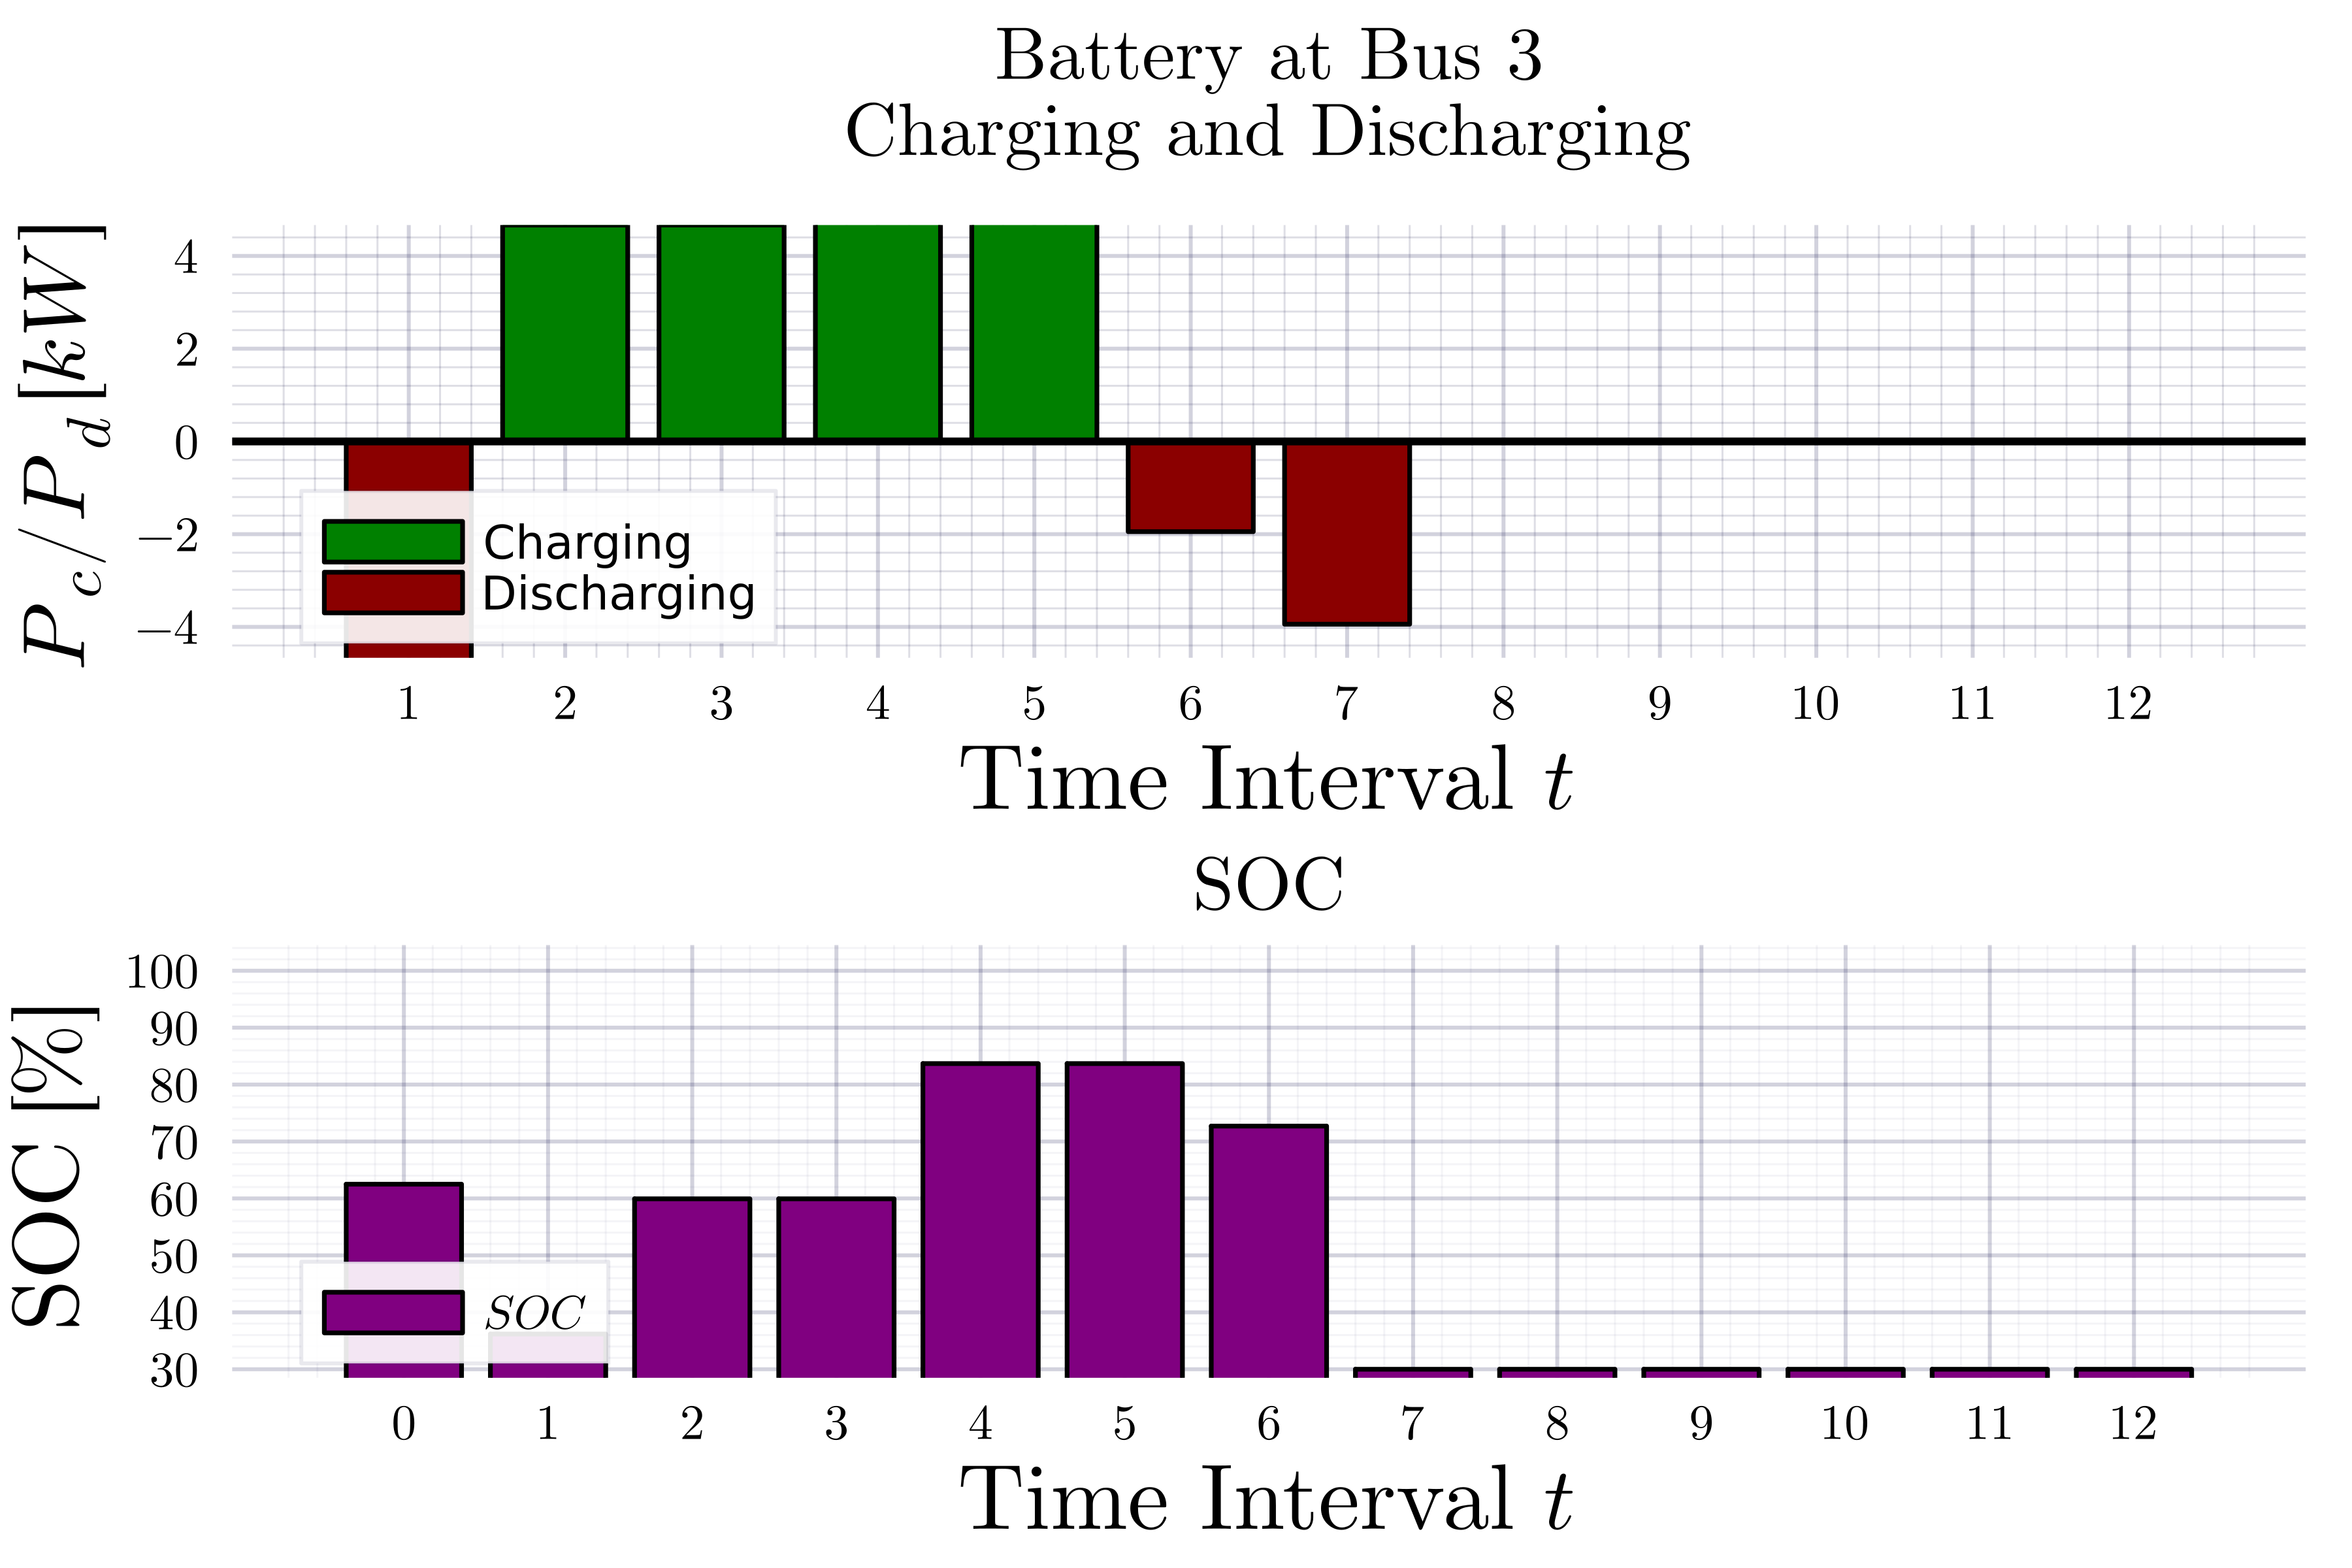 Battery at Bus 3
Charging and Discharging
P_c/P_d [kW]
4
2
0
−2
−4
Charging
Discharging
1 2 3 4 5 6 7 8 9 10 11 12
Time Interval t
SOC
SOC [%]
100
90
80
70
60
50
40
30
SOC
0 1 2 3 4 5 6 7 8 9 10 11 12
Time Interval t